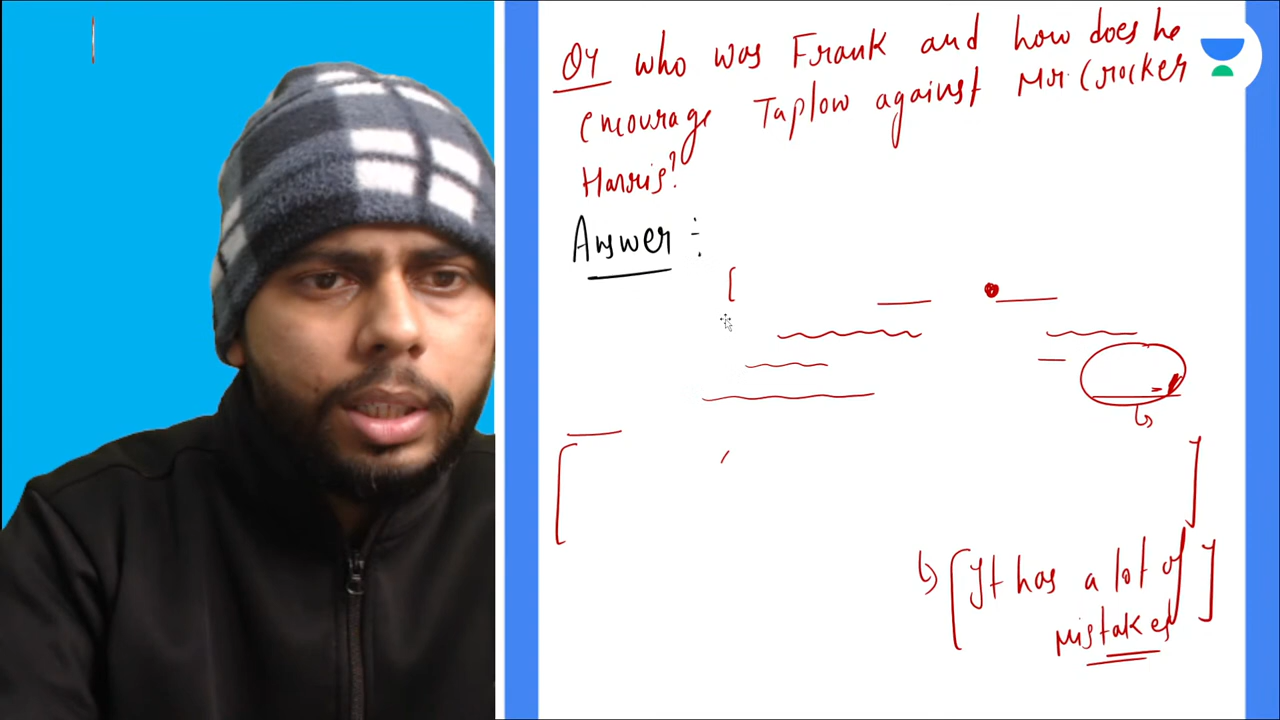 Q4 who was Frank and how does he
encourage Taplow against Mr. Crocker
Harris?
Answer :-
It has a lot of
mistakes